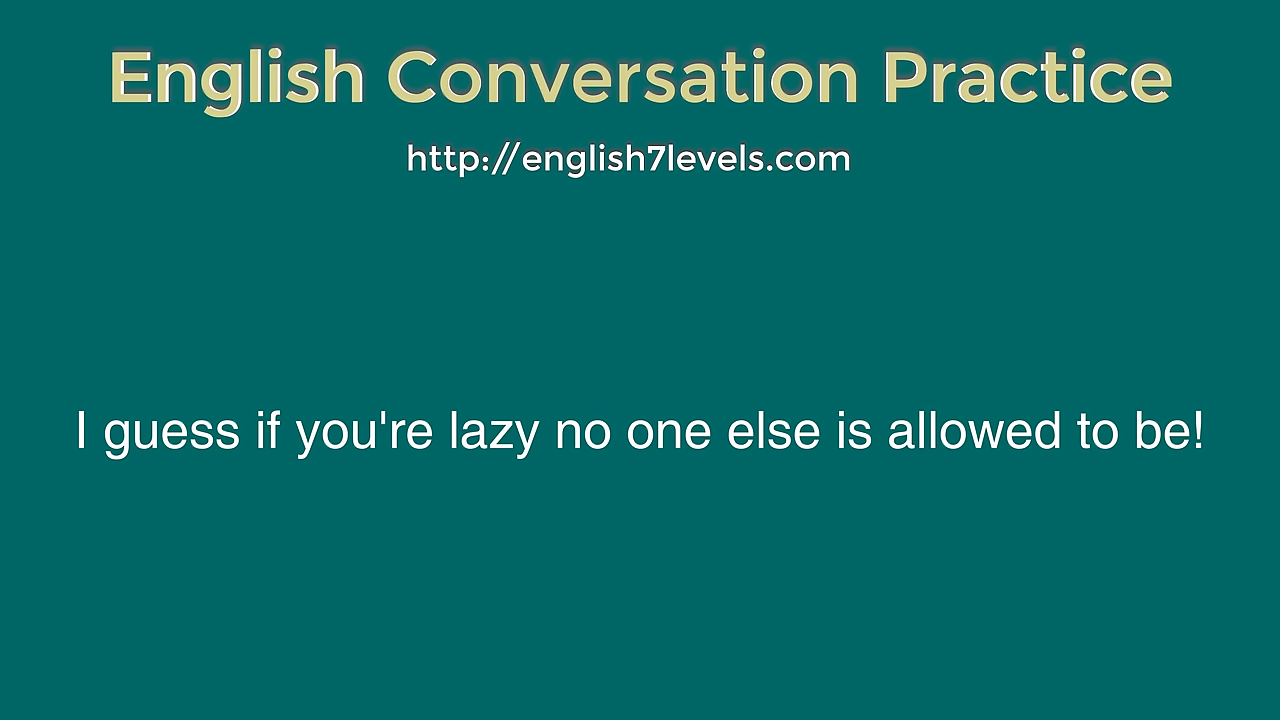 English Conversation Practice
http://english7levels.com
I guess if you're lazy no one else is allowed to be!